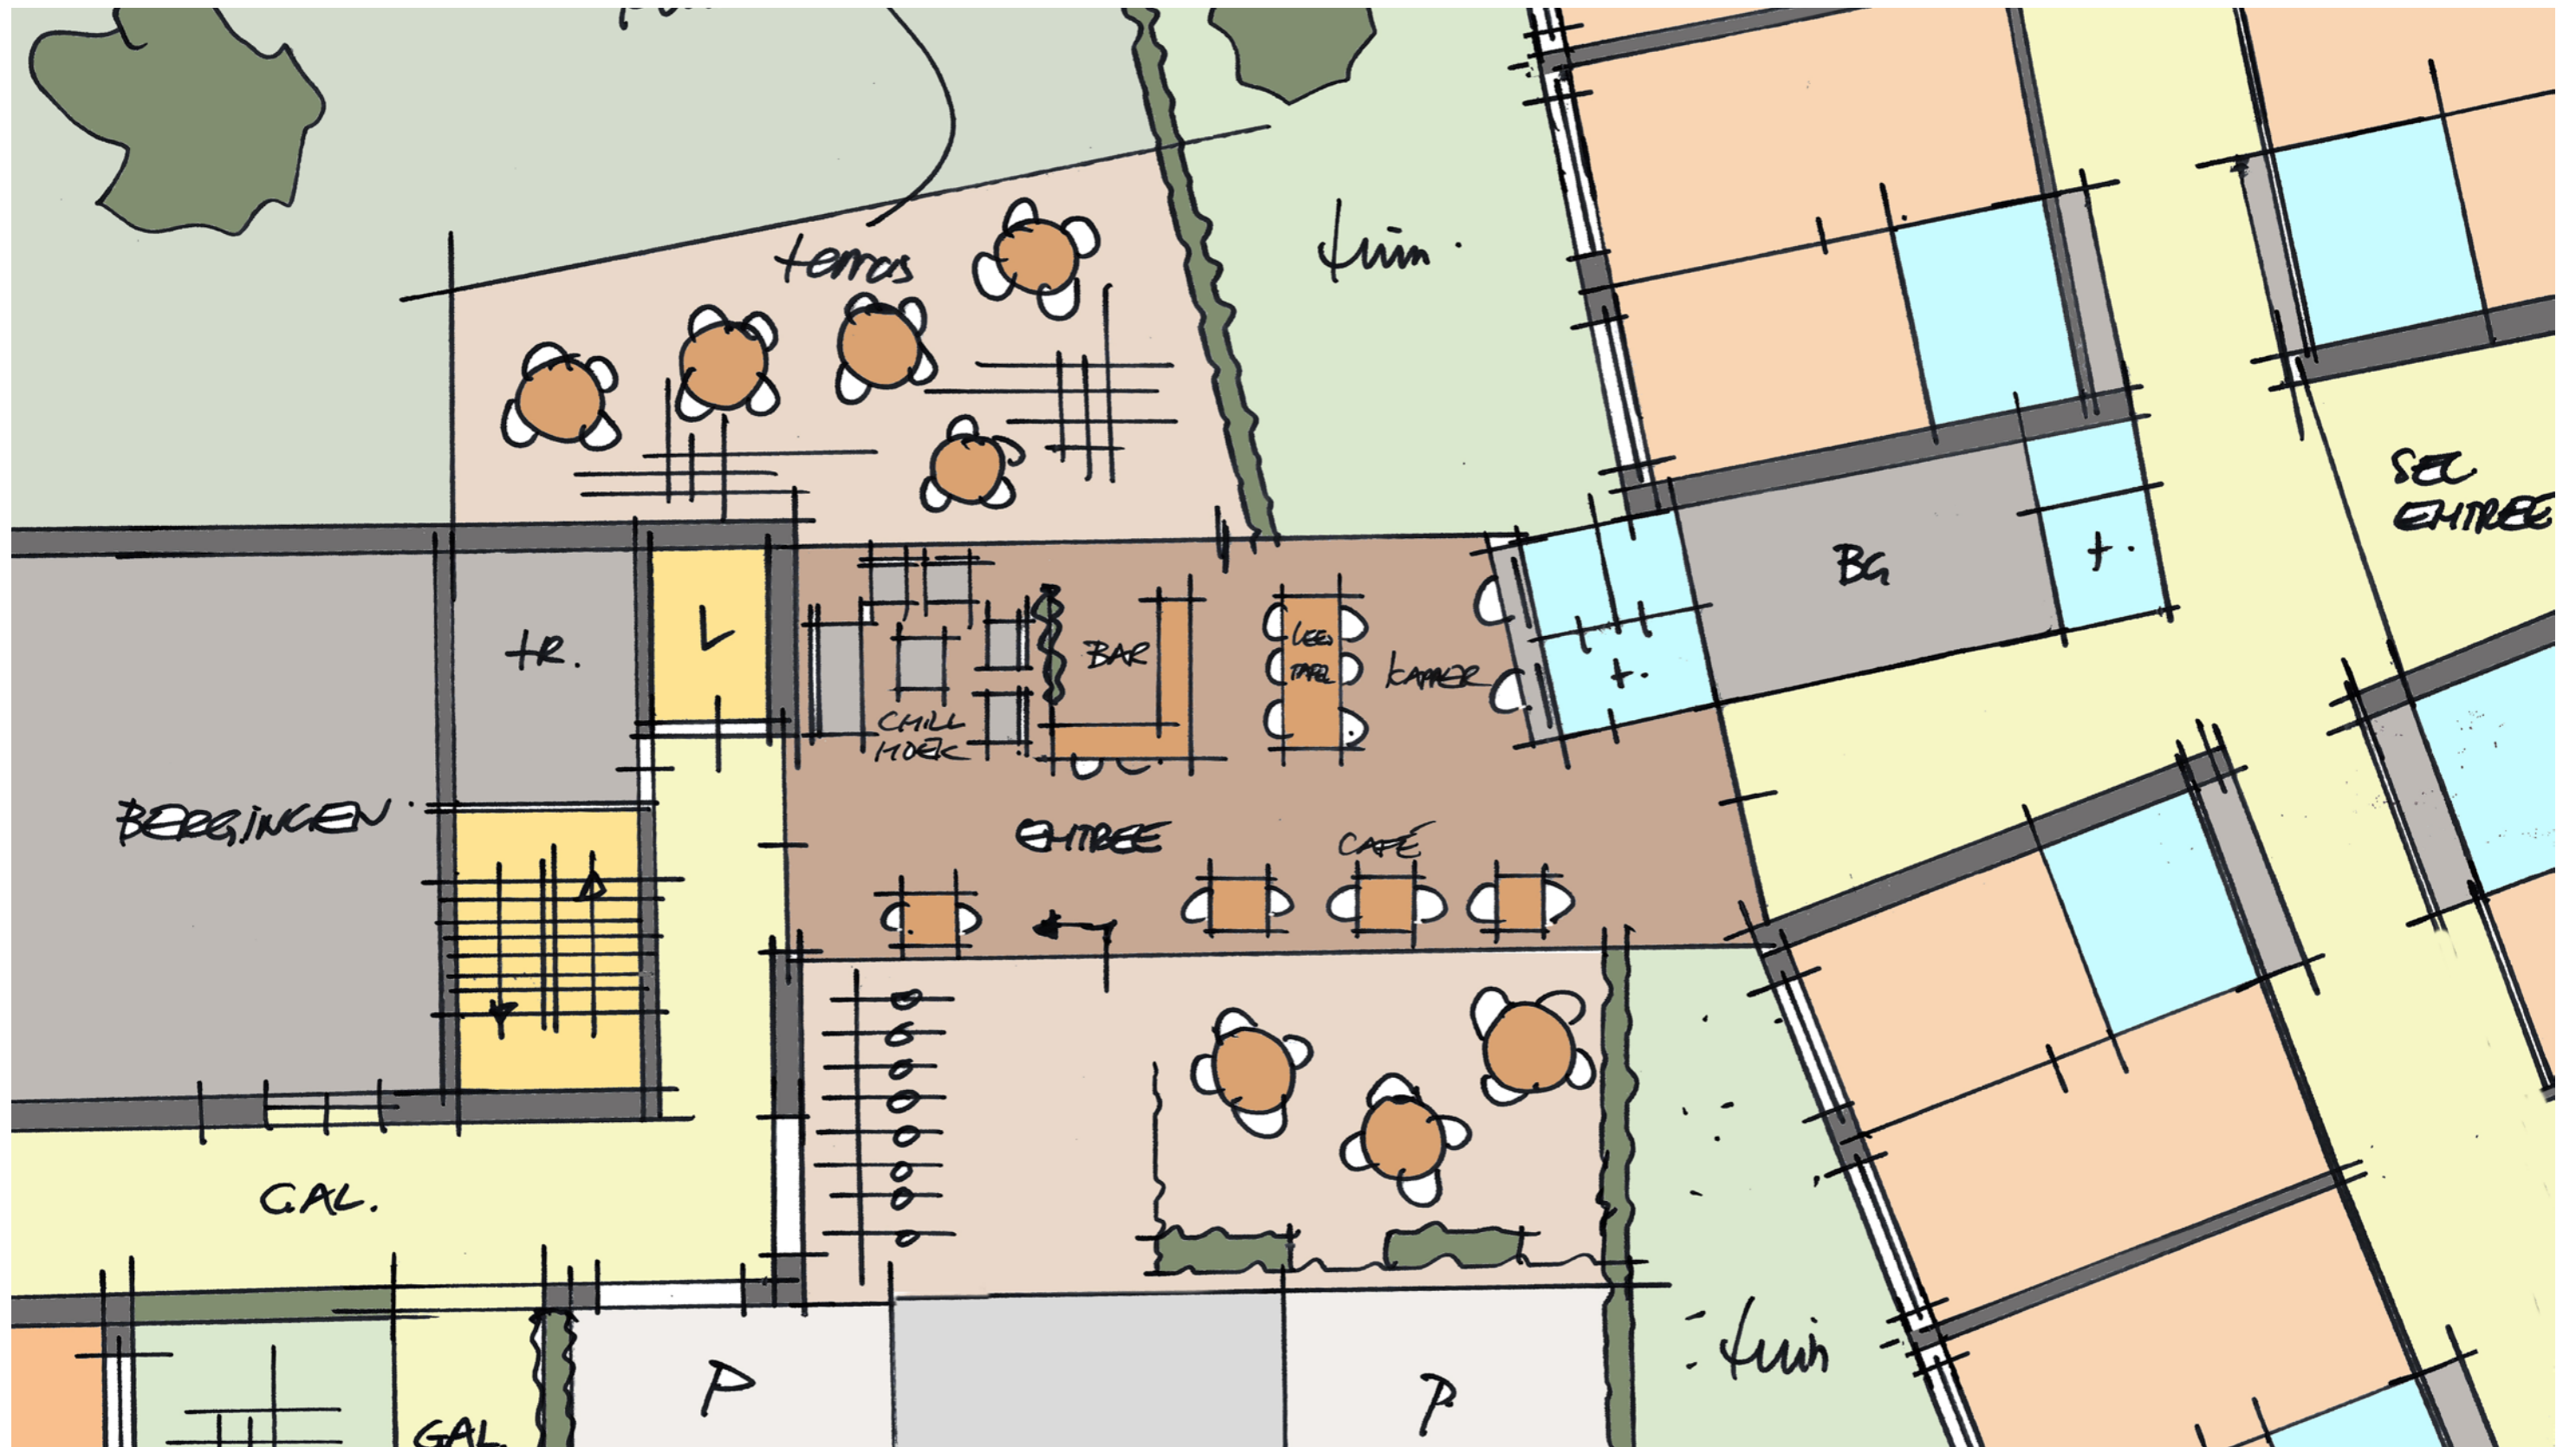 terras
tuin
SEC
ENTREE
BG
t.
TR.
L
BAR
LEES
TAFEL
KAPPER
t.
CHILL
HOEK
BERGINGEN
ENTREE
CAFÉ
GAL.
tuin
P
P
GAL.